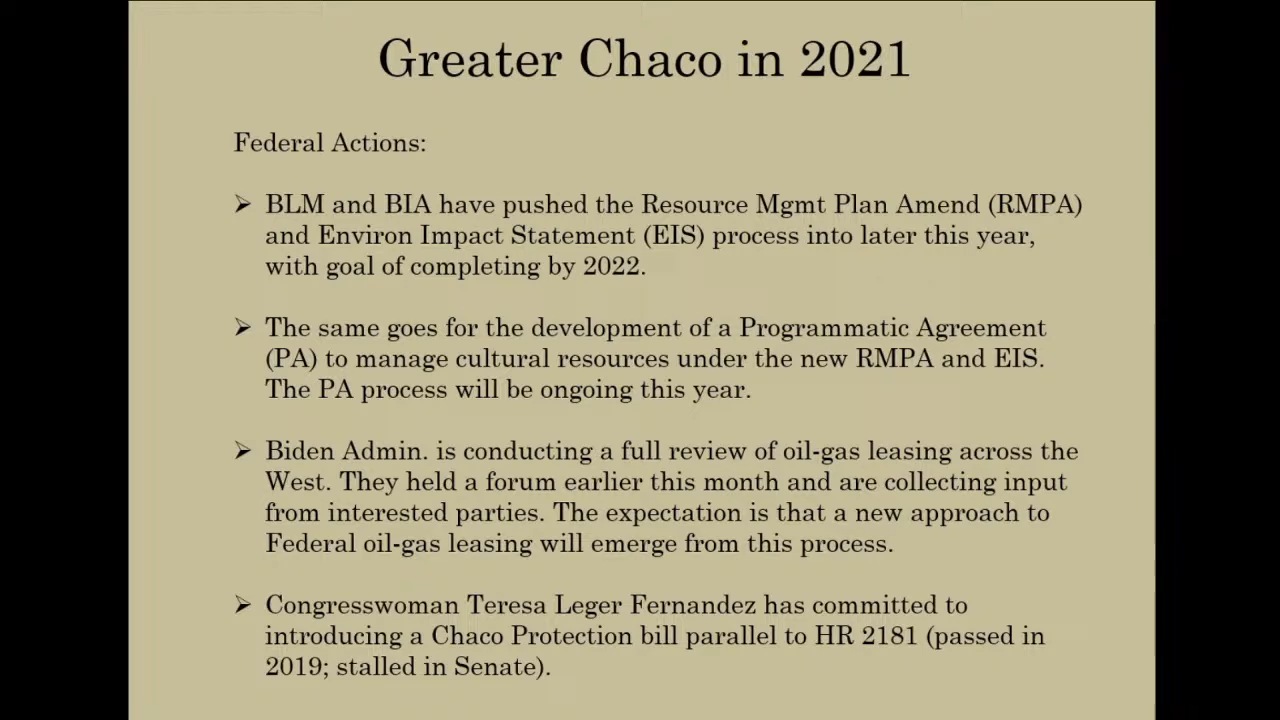 Greater Chaco in 2021
Federal Actions:
➢ BLM and BIA have pushed the Resource Mgmt Plan Amend (RMPA)
and Environ Impact Statement (EIS) process into later this year,
with goal of completing by 2022.
➢ The same goes for the development of a Programmatic Agreement
(PA) to manage cultural resources under the new RMPA and EIS.
The PA process will be ongoing this year.
➢ Biden Admin. is conducting a full review of oil-gas leasing across the
West. They held a forum earlier this month and are collecting input
from interested parties. The expectation is that a new approach to
Federal oil-gas leasing will emerge from this process.
➢ Congresswoman Teresa Leger Fernandez has committed to
introducing a Chaco Protection bill parallel to HR 2181 (passed in
2019; stalled in Senate).